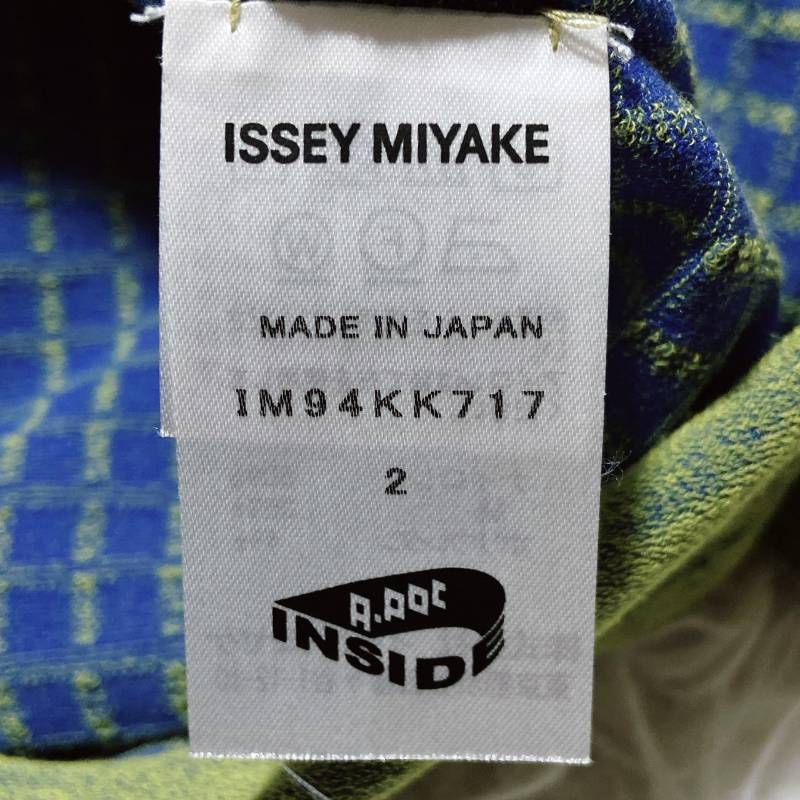 ISSEY MIYAKE
MADE IN JAPAN
IM94KK717
2
A.POC
INSIDE